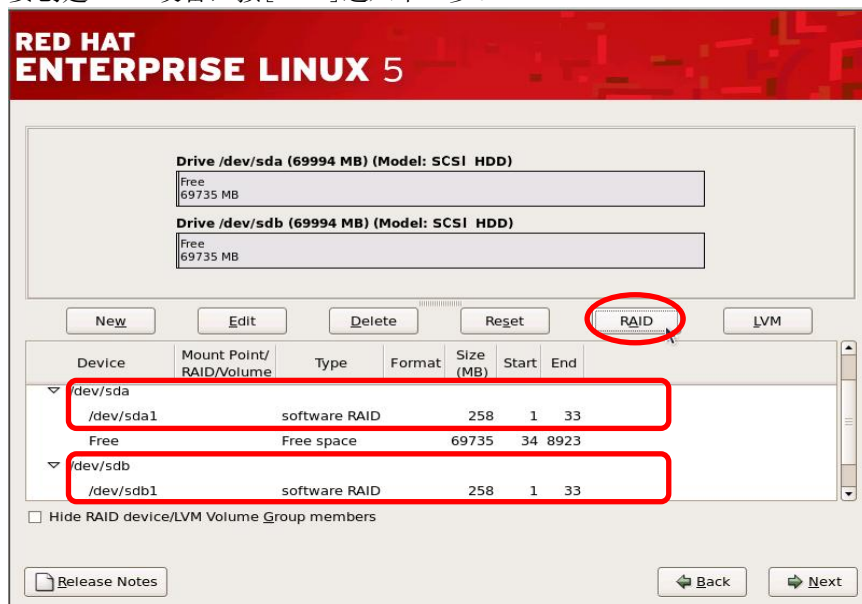 RED HAT
ENTERPRISE LINUX 5
Drive /dev/sda (69994 MB) (Model: SCSI HDD)
Free
69735 MB
Drive /dev/sdb (69994 MB) (Model: SCSI HDD)
Free
69735 MB
New Edit Delete Reset RAID LVM
Device Mount Point/ RAID/Volume Type Format Size (MB) Start End
/dev/sda
/dev/sda1 software RAID 258 1 33
Free Free space 69735 34 8923
/dev/sdb
/dev/sdb1 software RAID 258 1 33
Hide RAID device/LVM Volume Group members
Release Notes Back Next